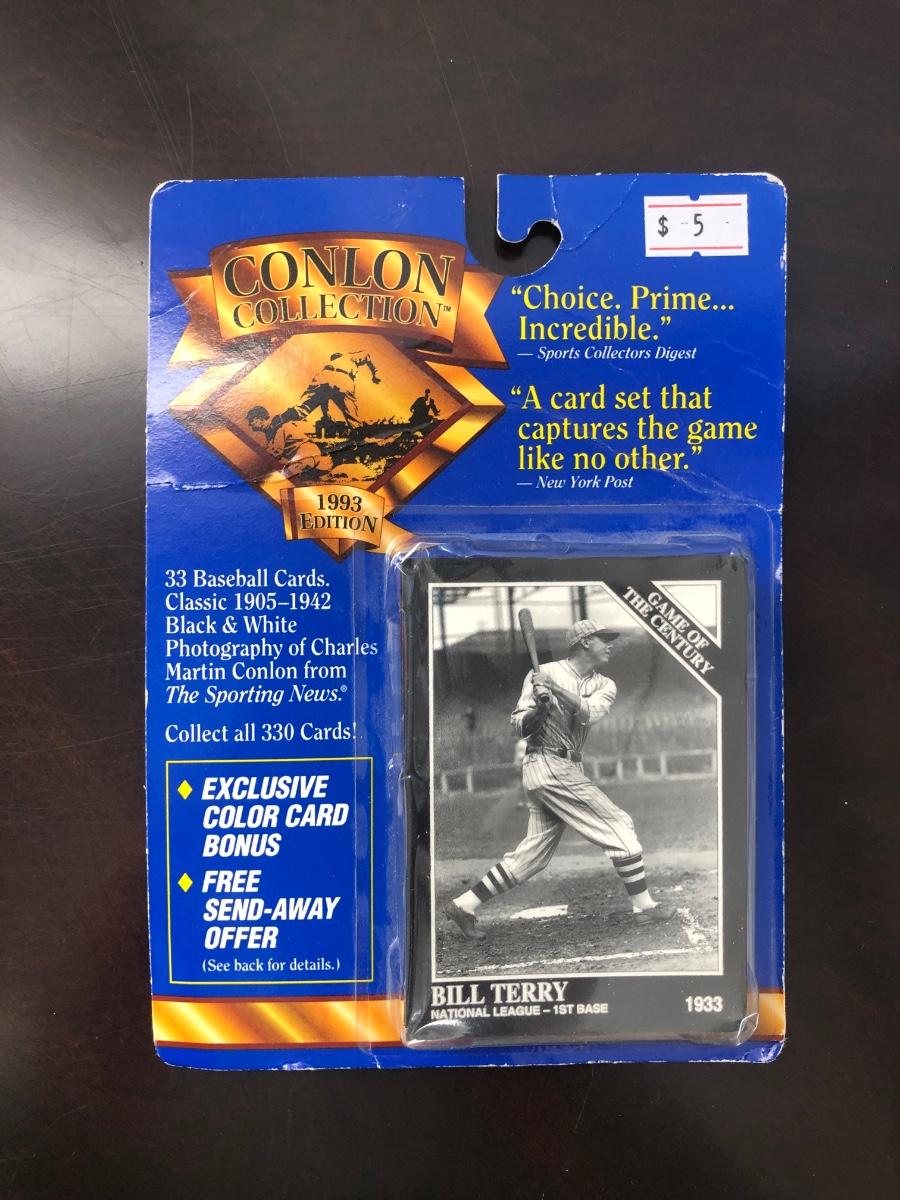 $ 5 -
CONLON
COLLECTION™
“Choice. Prime...
Incredible.”
— Sports Collectors Digest
“A card set that
captures the game
like no other.”
— New York Post
1993
EDITION
33 Baseball Cards.
Classic 1905–1942
Black & White
Photography of Charles
Martin Conlon from
The Sporting News.®
Collect all 330 Cards!
EXCLUSIVE
COLOR CARD
BONUS
FREE
SEND-AWAY
OFFER
(See back for details.)
GAME OF
THE CENTURY
BILL TERRY
NATIONAL LEAGUE – 1ST BASE
1933